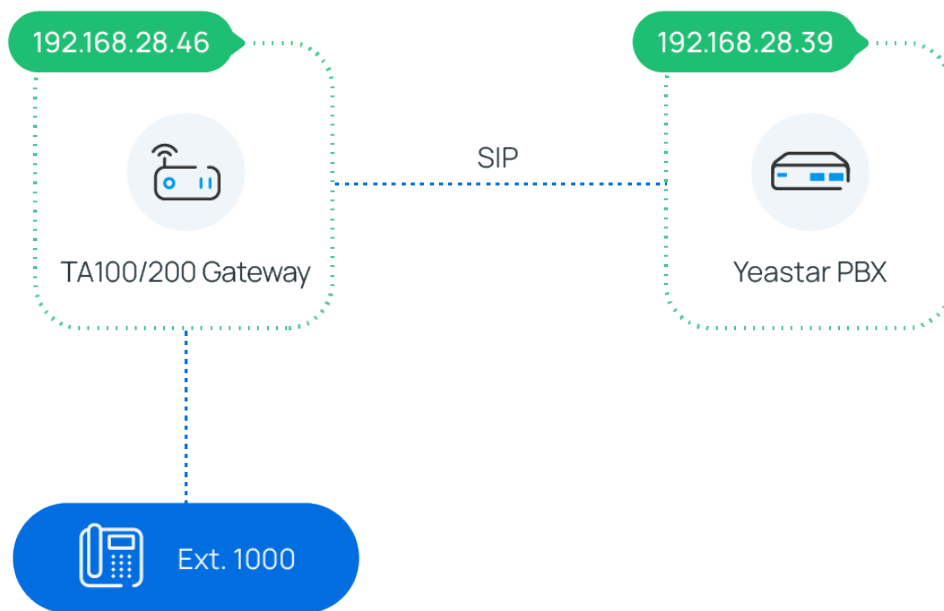 192.168.28.46
192.168.28.39
SIP
TA100/200 Gateway
Yeastar PBX
Ext. 1000